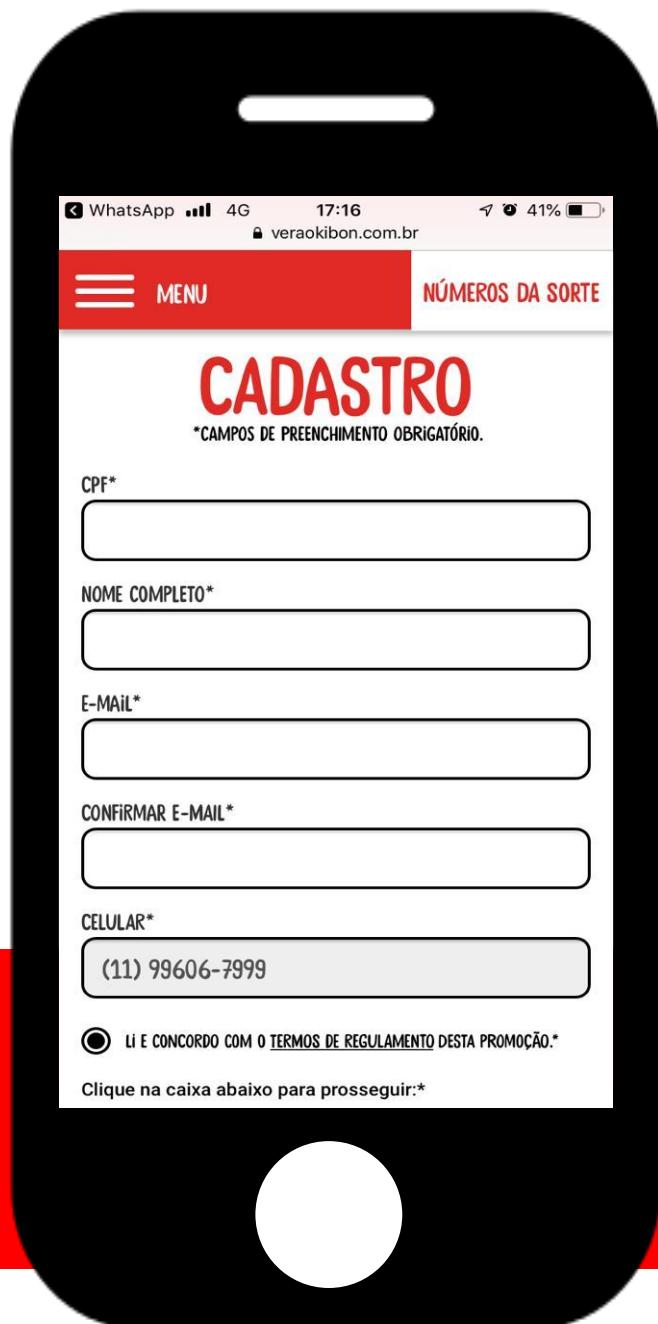 WhatsApp 4G 17:16 41%
veraokibon.com.br
MENU NÚMEROS DA SORTE
CADASTRO
*CAMPOS DE PREENCHIMENTO OBRIGATÓRIO.
CPF*
NOME COMPLETO*
E-MAIL*
CONFIRMAR E-MAIL*
CELULAR*
(11) 99606-7999
LI E CONCORDO COM O TERMOS DE REGULAMENTO DESTA PROMOÇÃO.*
Clique na caixa abaixo para prosseguir:*